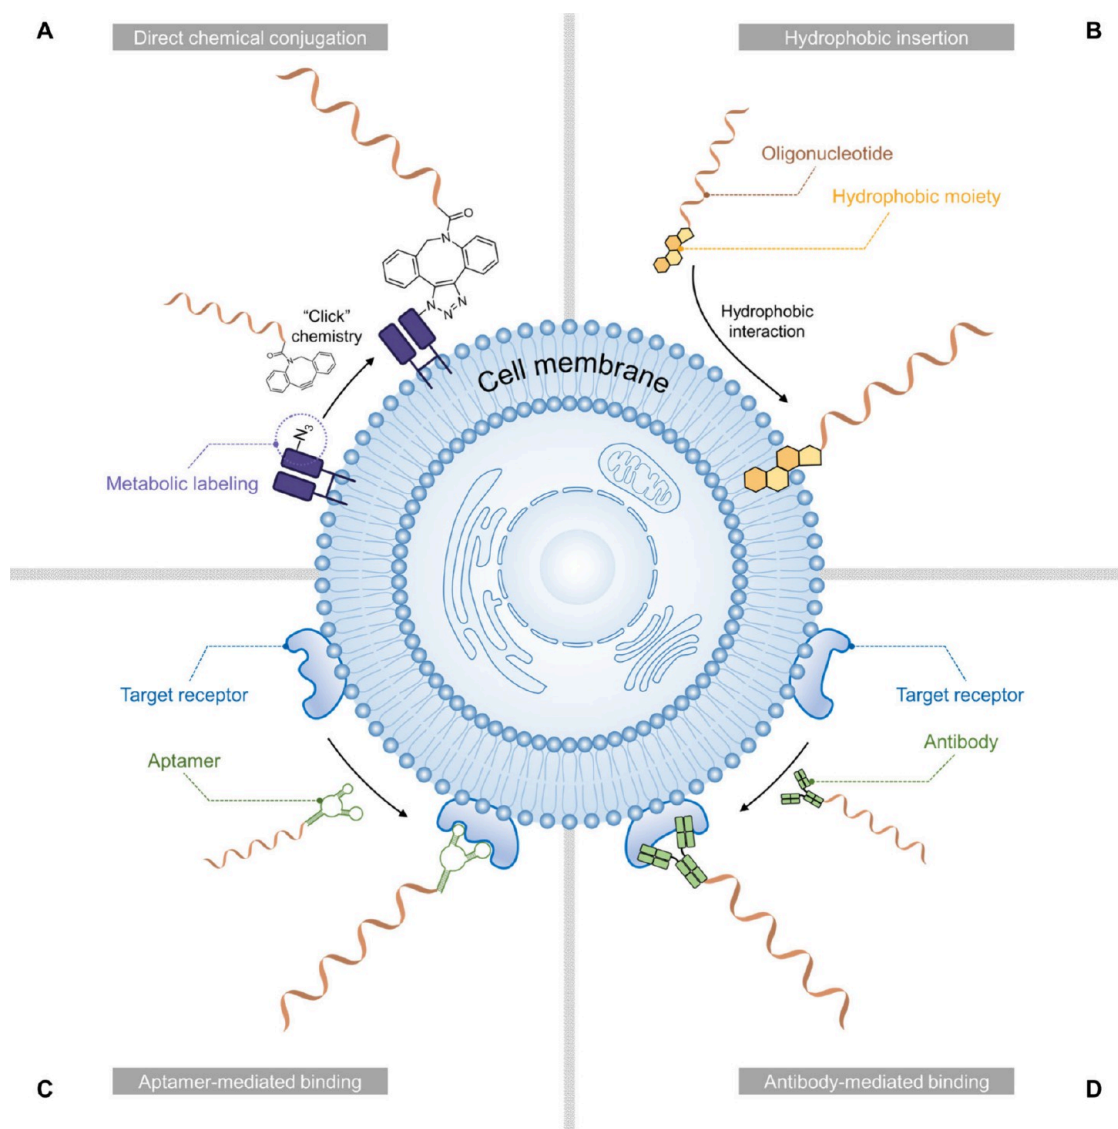 A
Direct chemical conjugation
Hydrophobic insertion
B
Oligonucleotide
Hydrophobic moiety
O
N
N
N
N
"Click"
chemistry
Hydrophobic
interaction
O
N
Cell membrane
N3
Metabolic labeling
Target receptor
Target receptor
Aptamer
Antibody
C
Aptamer-mediated binding
Antibody-mediated binding
D